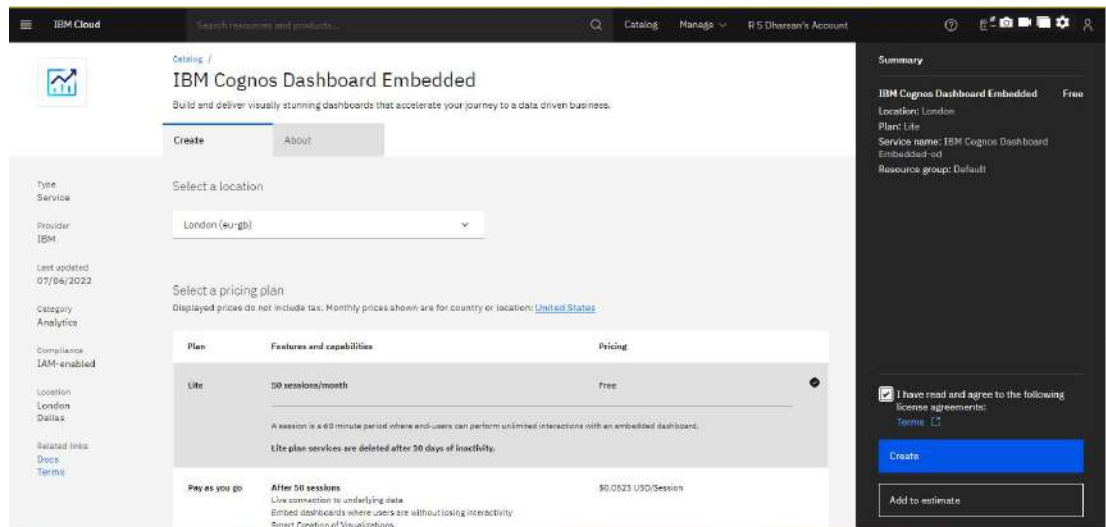 IBM Cloud
Search resources and products...
Catalog
Manage
R S Dharsan's Account
Catalog /
IBM Cognos Dashboard Embedded
Build and deliver visually stunning dashboards that accelerate your journey to a data driven business.
Create
About
Type
Service
Provider
IBM
Last updated
07/06/2022
Category
Analytics
Compliance
IAM-enabled
Location
London
Dallas
Related links
Docs
Terms
Select a location
London (eu-gb)
Select a pricing plan
Displayed prices do not include tax. Monthly prices shown are for country or location: United States
Plan
Features and capabilities
Pricing
Lite
50 sessions/month
Free
A session is a 60 minute period where end-users can perform unlimited interactions with an embedded dashboard.
Lite plan services are deleted after 30 days of inactivity.
Pay as you go
After 50 sessions
$0.0823 USD/Session
Live connection to underlying data
Embed dashboards where users are without losing interactivity
Smart Creation of Visualizations
Summary
IBM Cognos Dashboard Embedded Free
Location: London
Plan: Lite
Service name: IBM Cognos Dashboard
Embedded-od
Resource group: Default
I have read and agree to the following
license agreements:
Terms
Create
Add to estimate